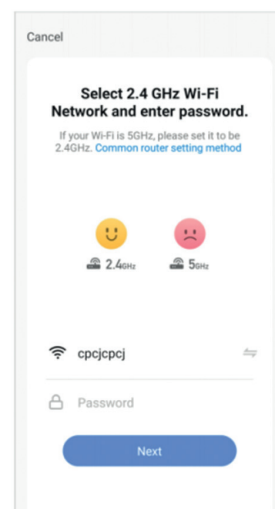 Cancel
Select 2.4 GHz Wi-Fi
Network and enter password.
If your Wi-Fi is 5GHz, please set it to be
2.4GHz. Common router setting method
2.4GHz 5GHz
cpcjcpcj
Password
Next